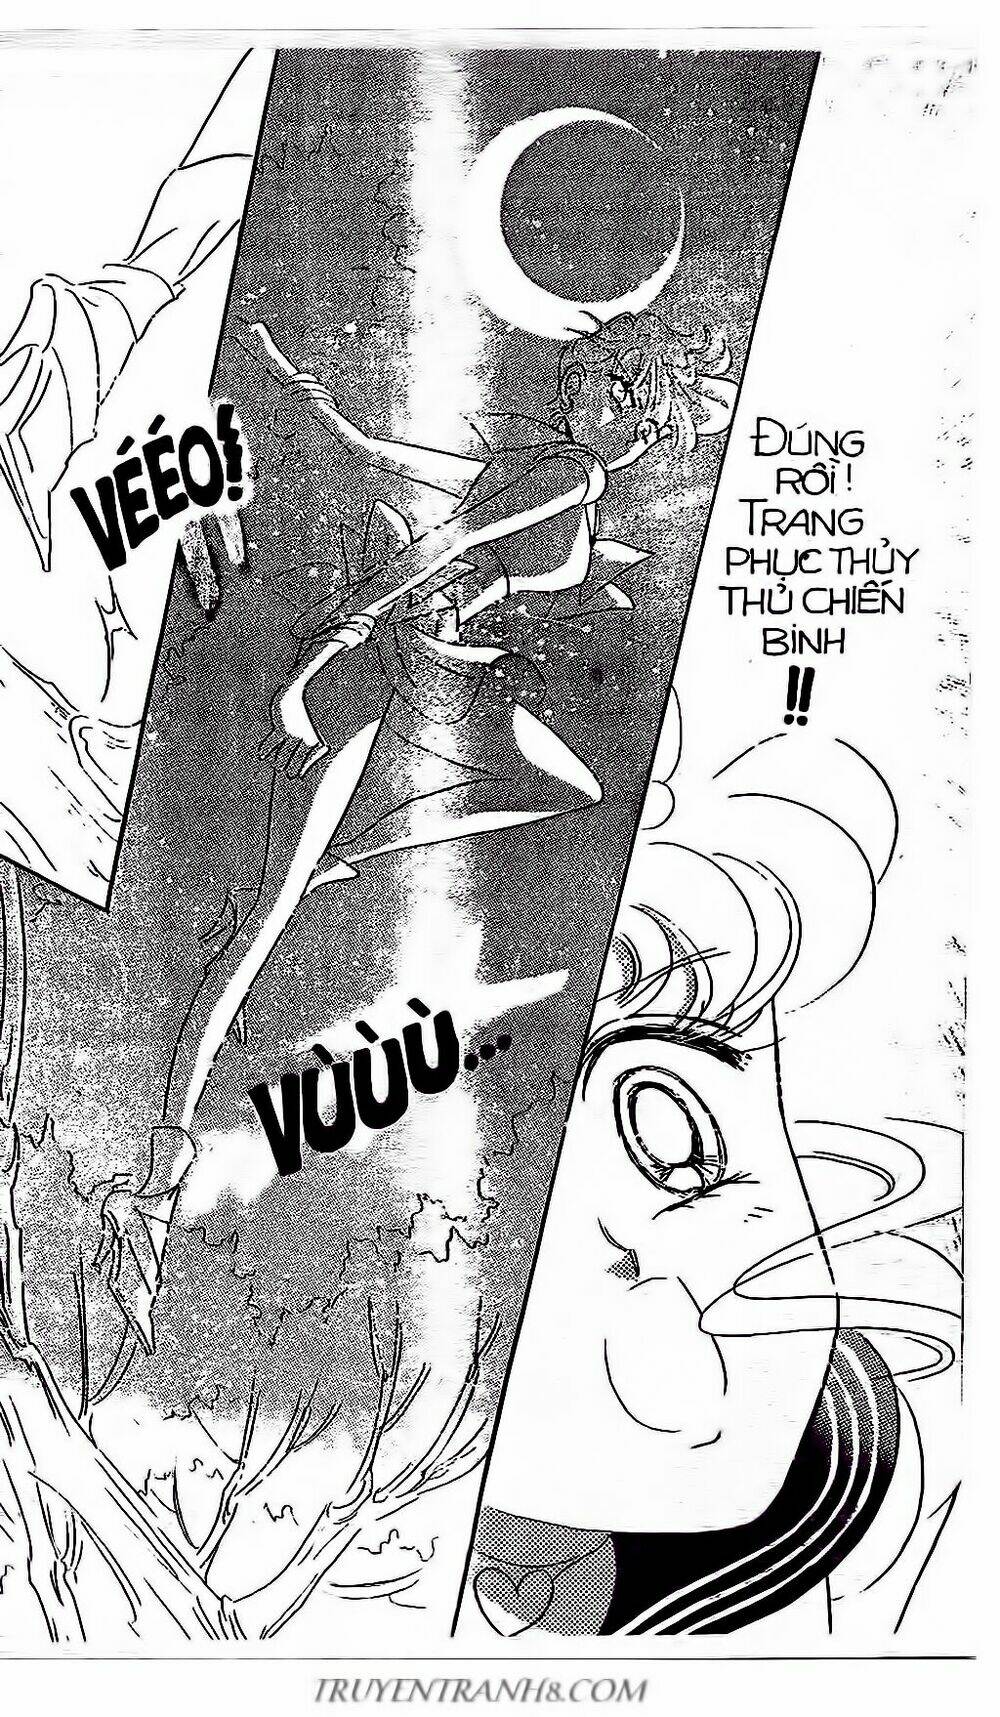 VÉÉO!
ĐÚNG
RỒI!
TRANG
PHỤC THỦY
THỦ CHIẾN
BINH
!!
VÙÙÙ...
TRUYENTRANH8.COM